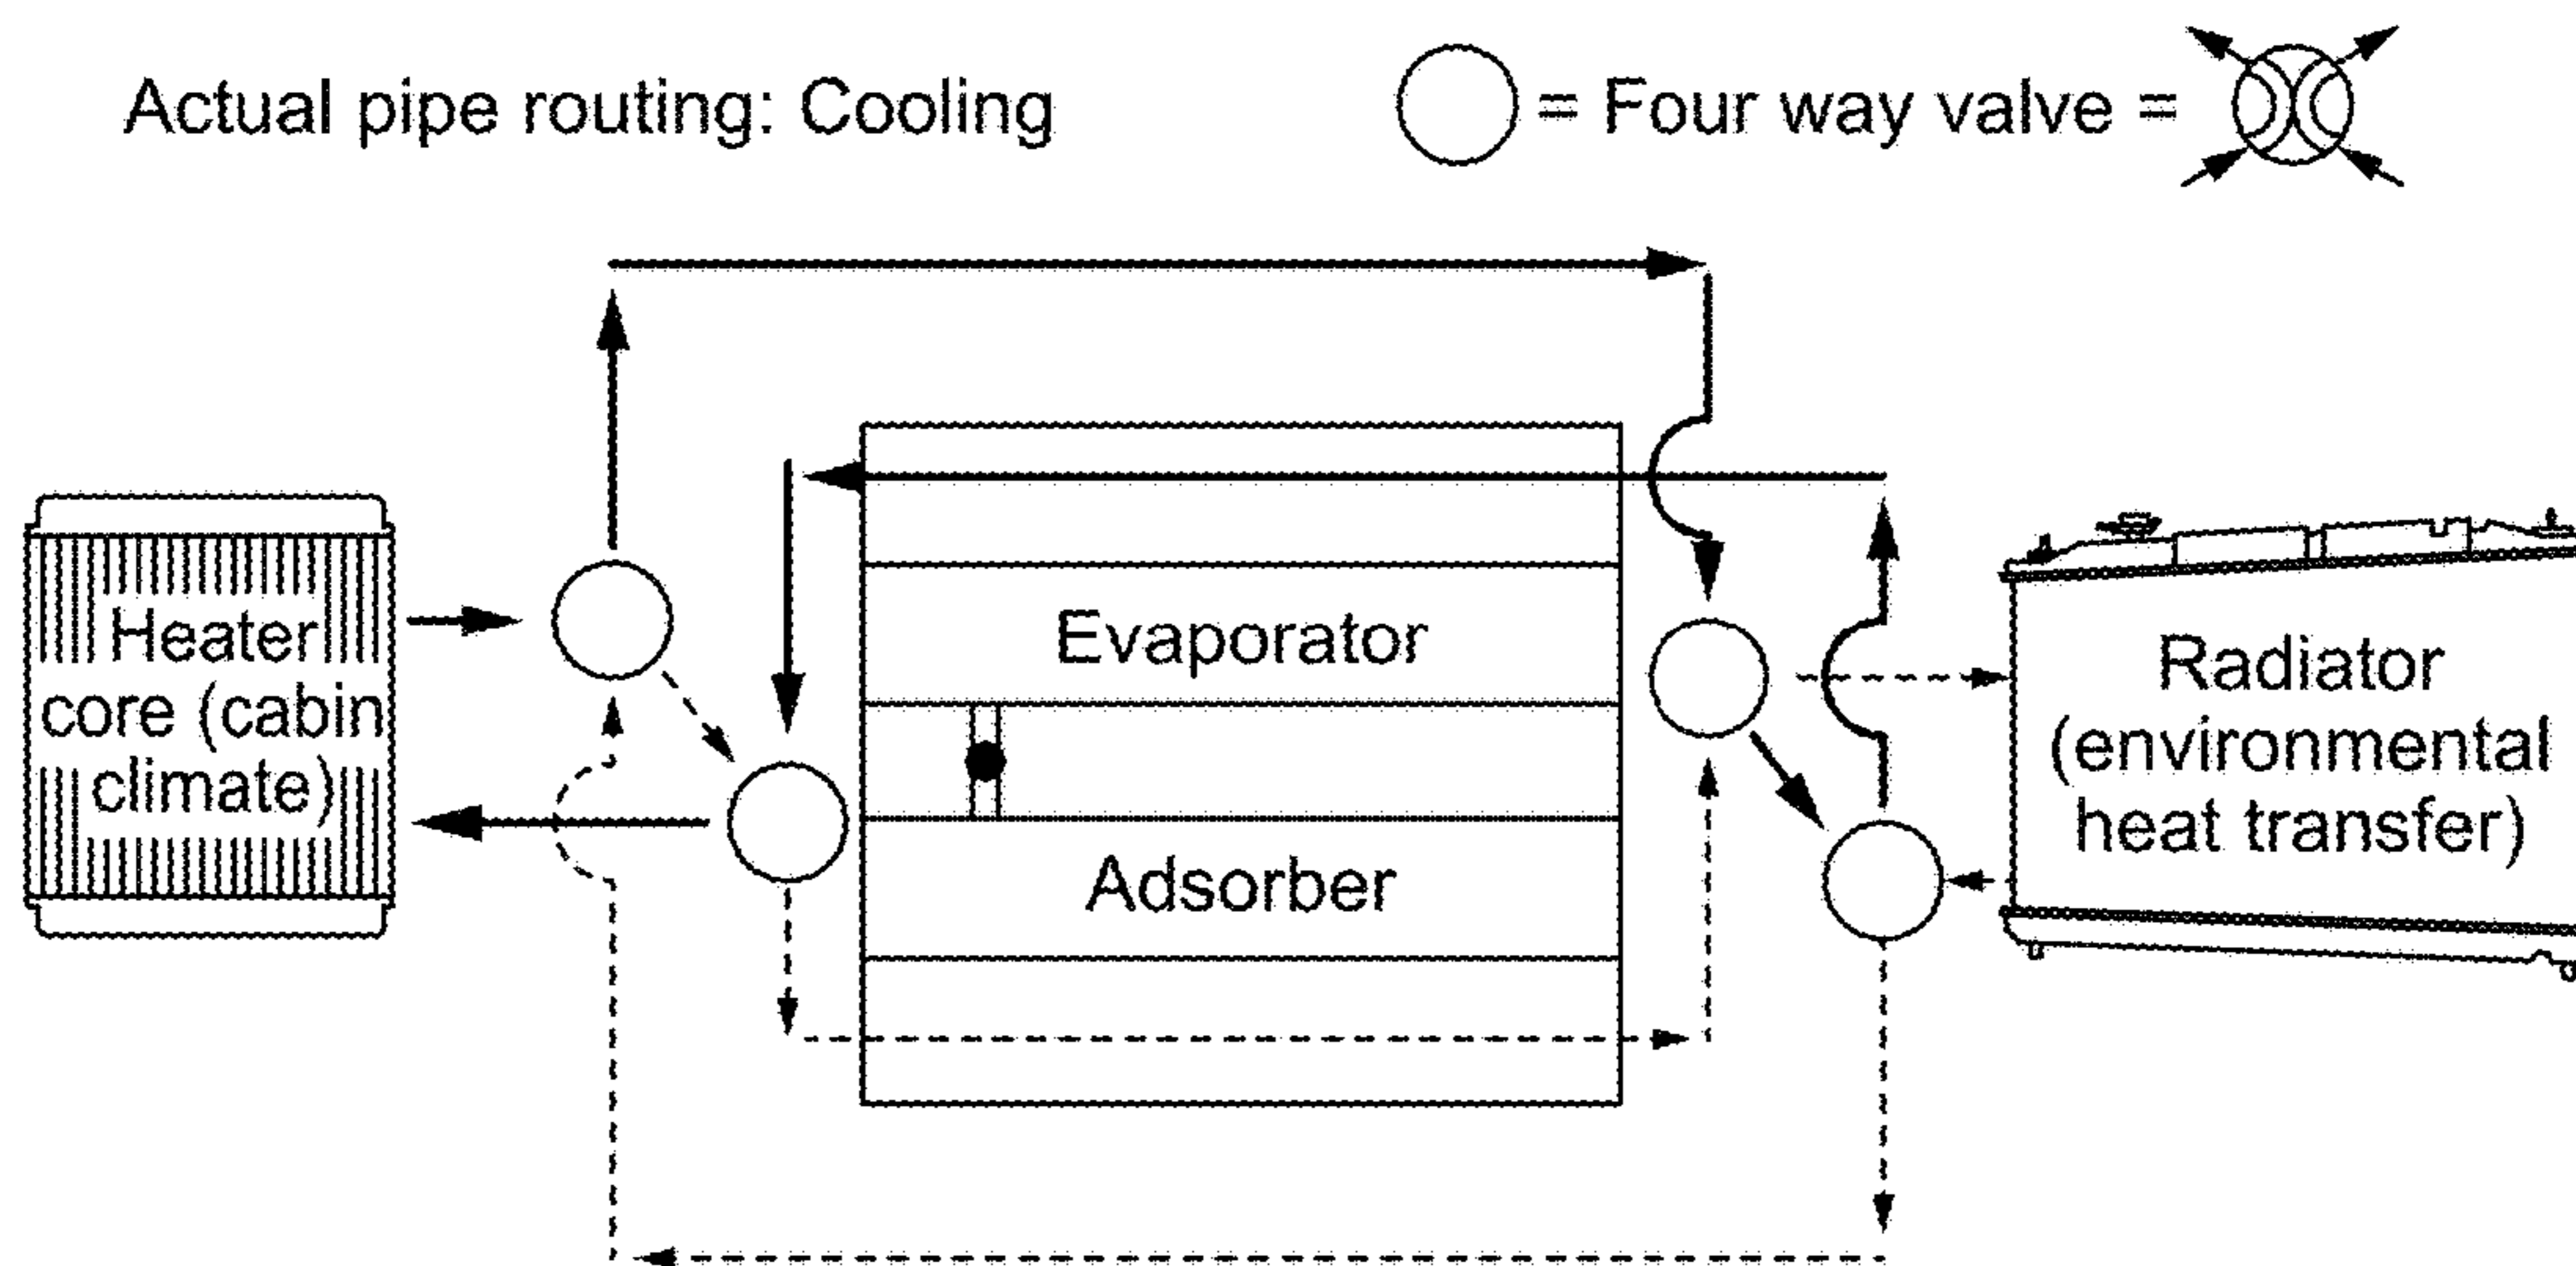 Actual pipe routing: Cooling
= Four way valve =
Heater
core (cabin
climate)
Evaporator
Adsorber
Radiator
(environmental
heat transfer)